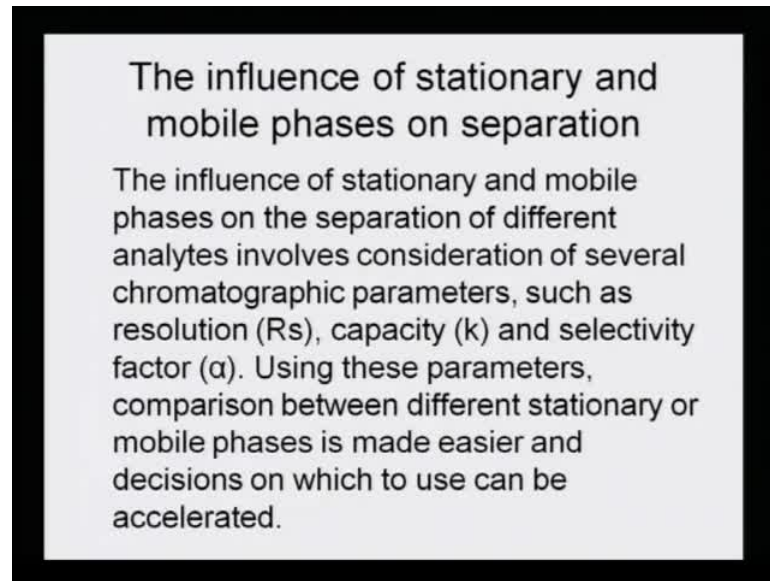 The influence of stationary and
mobile phases on separation
The influence of stationary and mobile
phases on the separation of different
analytes involves consideration of several
chromatographic parameters, such as
resolution (Rs), capacity (k) and selectivity
factor (α). Using these parameters,
comparison between different stationary or
mobile phases is made easier and
decisions on which to use can be
accelerated.